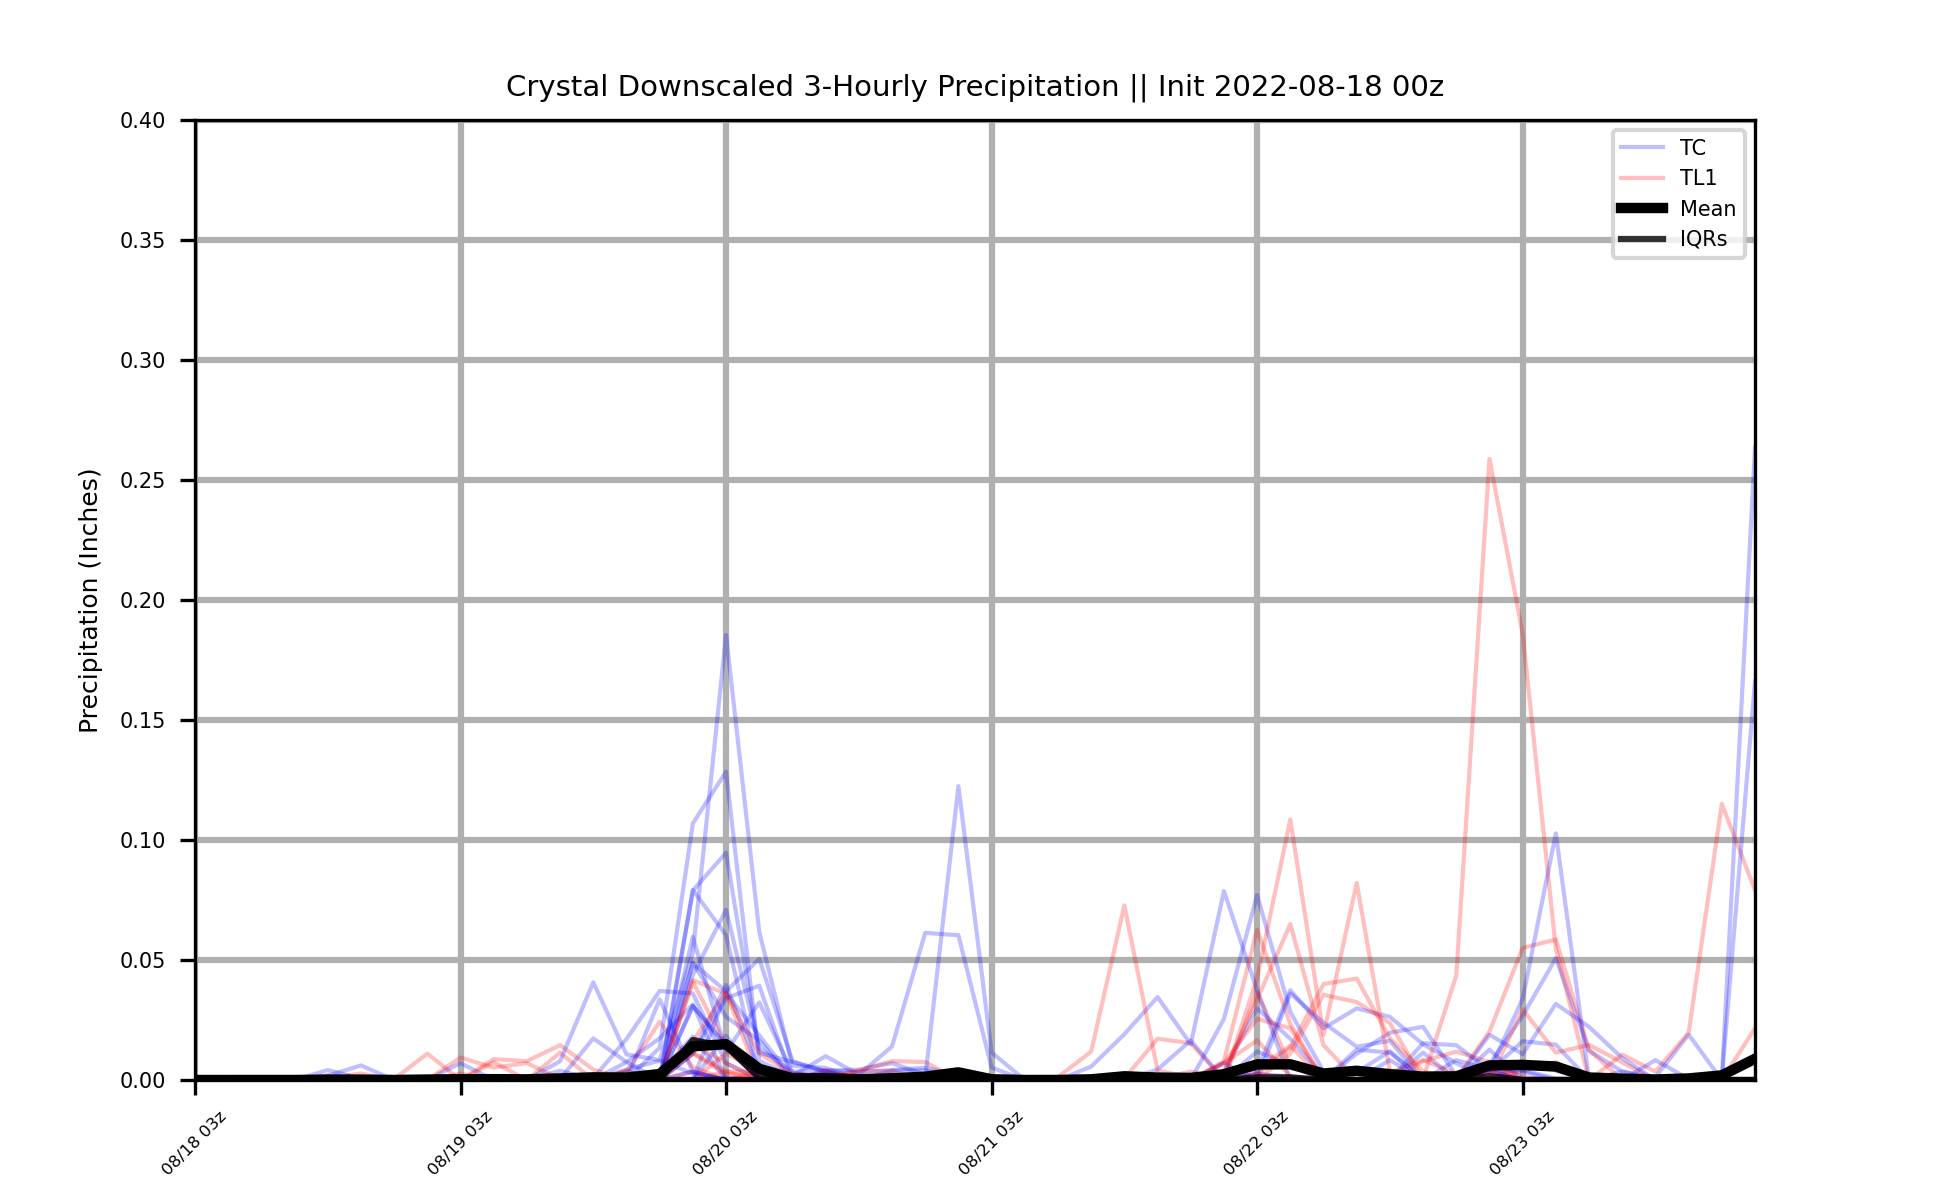 Crystal Downscaled 3-Hourly Precipitation || Init 2022-08-18 00z
Precipitation (Inches)
0.40
0.35
0.30
0.25
0.20
0.15
0.10
0.05
0.00
TC
TL1
Mean
IQRs
08/18 03z
08/19 03z
08/20 03z
08/21 03z
08/22 03z
08/23 03z